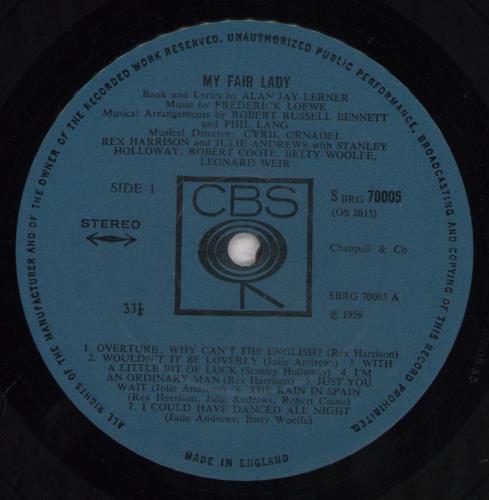 ALL RIGHTS OF THE MANUFACTURER AND OF THE OWNER OF THE RECORDED WORK RESERVED. UNAUTHORIZED PUBLIC PERFORMANCE, BROADCASTING AND COPYING OF THIS RECORD PROHIBITED.
MY FAIR LADY
Book and Lyrics by ALAN JAY LERNER
Music by FREDERICK LOEWE
Musical Arrangements by ROBERT RUSSELL BENNETT
and PHIL LANG
Musical Director: CYRIL ORNADEL
REX HARRISON and JULIE ANDREWS with STANLEY
HOLLOWAY, ROBERT COOTE, BETTY WOOLFE,
LEONARD WEIR
SIDE 1
CBS
S BRG 70005
(OS 2015)
STEREO
Chappell & Co.
33⅓
SBRG 70005 A
℗ 1959
1. OVERTURE: WHY CAN'T THE ENGLISH? (Rex Harrison)
2. WOULDN'T IT BE LOVERLY (Julie Andrews) 3. WITH
A LITTLE BIT OF LUCK (Stanley Holloway) 4. I'M
AN ORDINARY MAN (Rex Harrison) 5. JUST YOU
WAIT (Julie Andrews) 6. THE RAIN IN SPAIN
(Rex Harrison, Julie Andrews, Robert Coote)
7. I COULD HAVE DANCED ALL NIGHT
(Julie Andrews, Betty Woolfe)
MADE IN ENGLAND